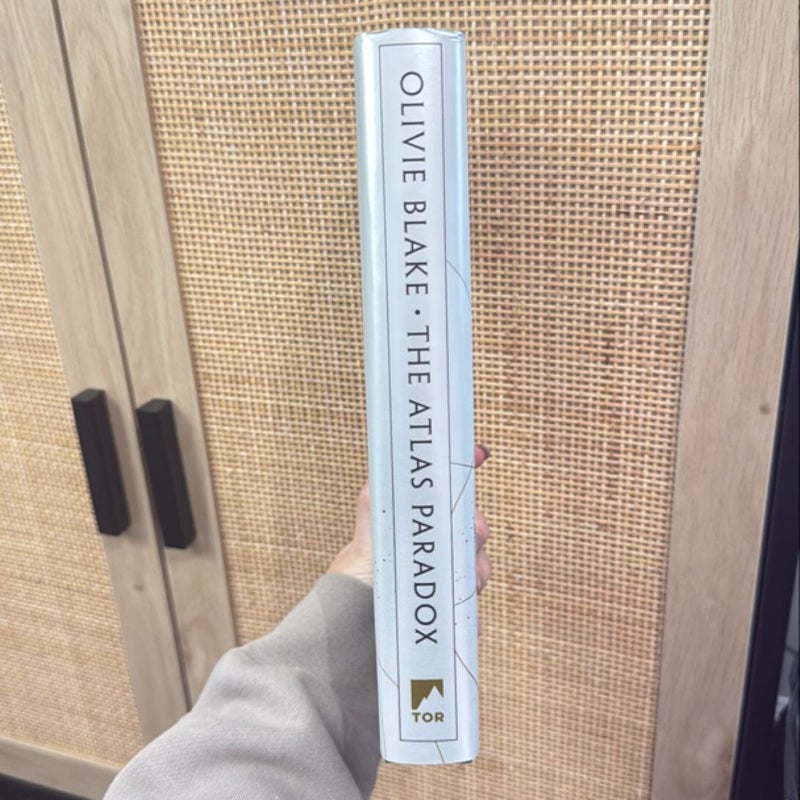 OLIVIE BLAKE • THE ATLAS PARADOX
TOR